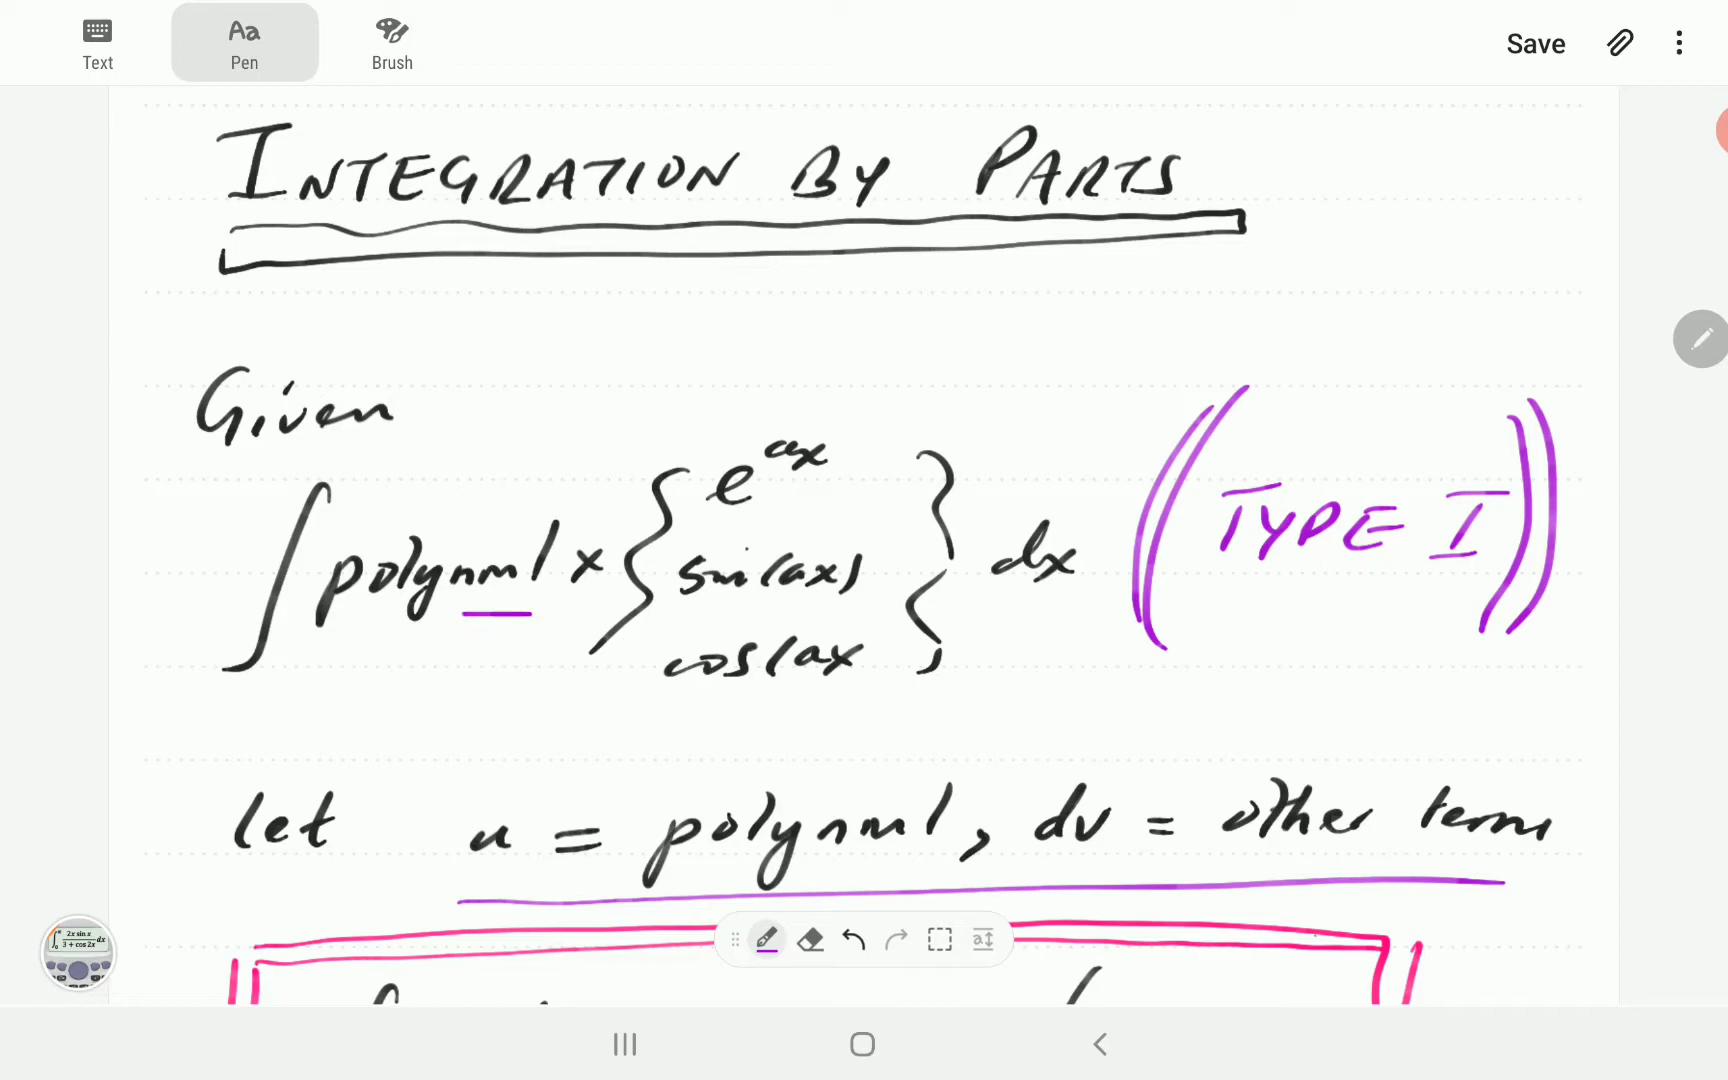 Text
Aa
Pen
Brush
Save
INTEGRATION BY PARTS
Given
∫ polynml × { e^ax
sin(ax)
cos(ax } dx ((TYPE I))
let u = polynml, dv = other term